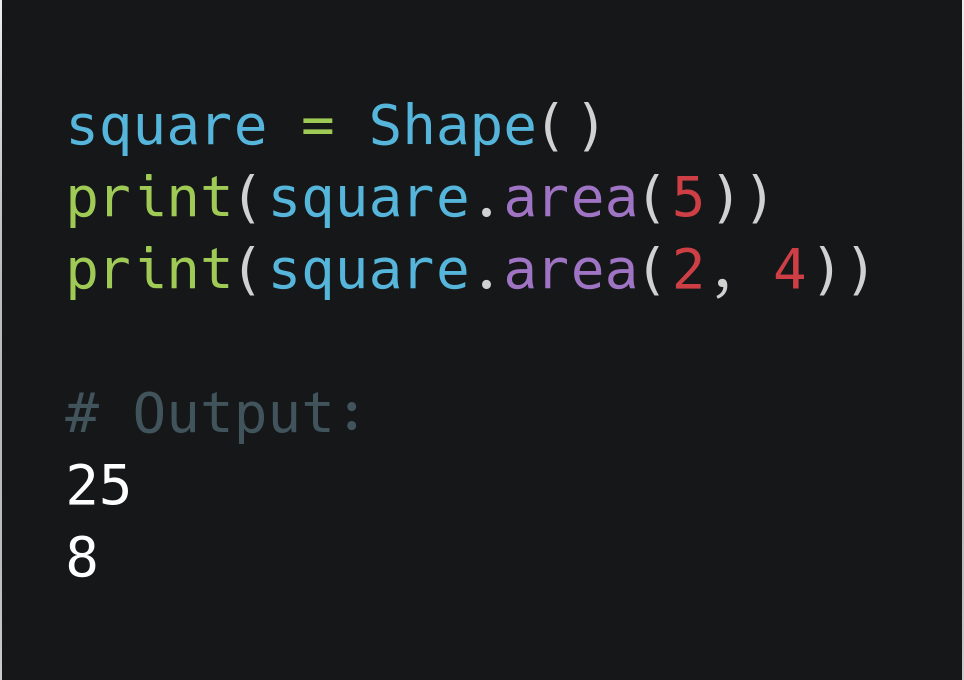 square = Shape()
print(square.area(5))
print(square.area(2, 4))
# Output:
25
8